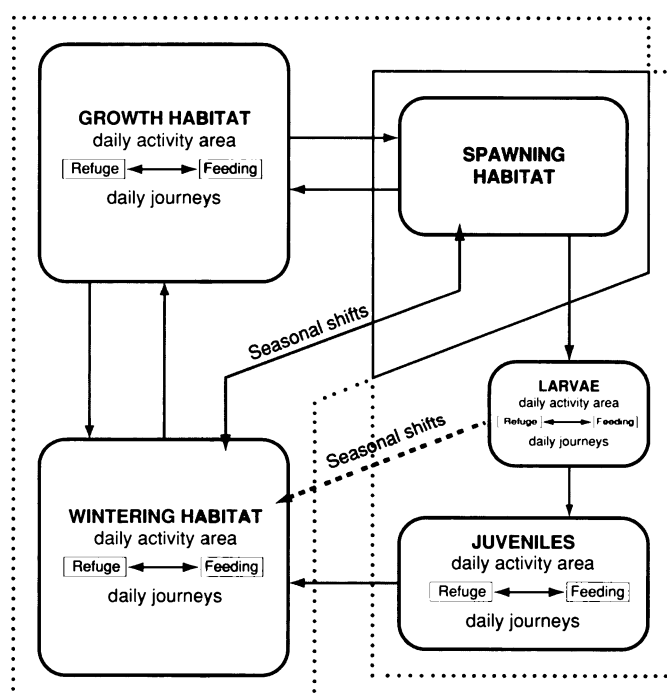 GROWTH HABITAT
daily activity area
Refuge
Feeding
daily journeys
SPAWNING
HABITAT
Seasonal shifts
LARVAE
daily activity area
Refuge
Feeding
daily journeys
Seasonal shifts
WINTERING HABITAT
daily activity area
Refuge
Feeding
daily journeys
JUVENILES
daily activity area
Refuge
Feeding
daily journeys